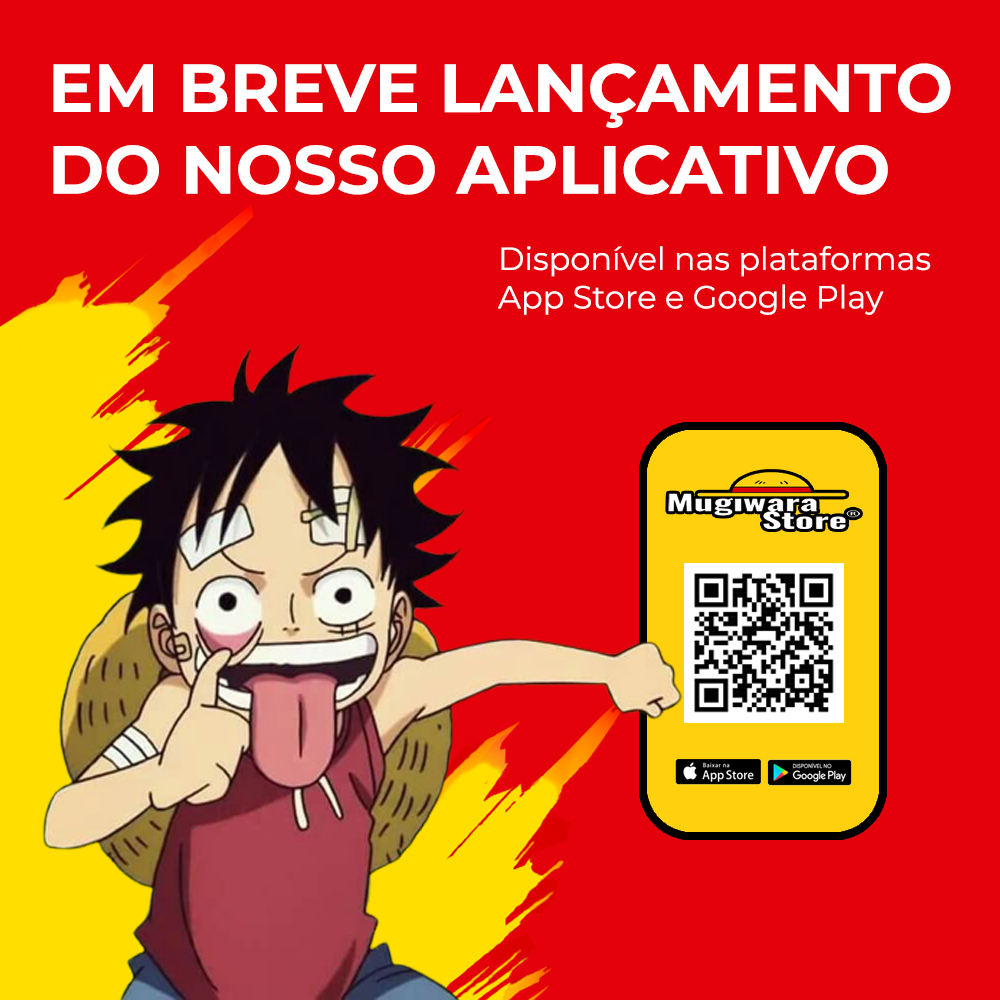 EM BREVE LANÇAMENTO
DO NOSSO APLICATIVO
Disponível nas plataformas
App Store e Google Play
Mugiwara
Store®
Baixar na
App Store
DISPONÍVEL NO
Google Play